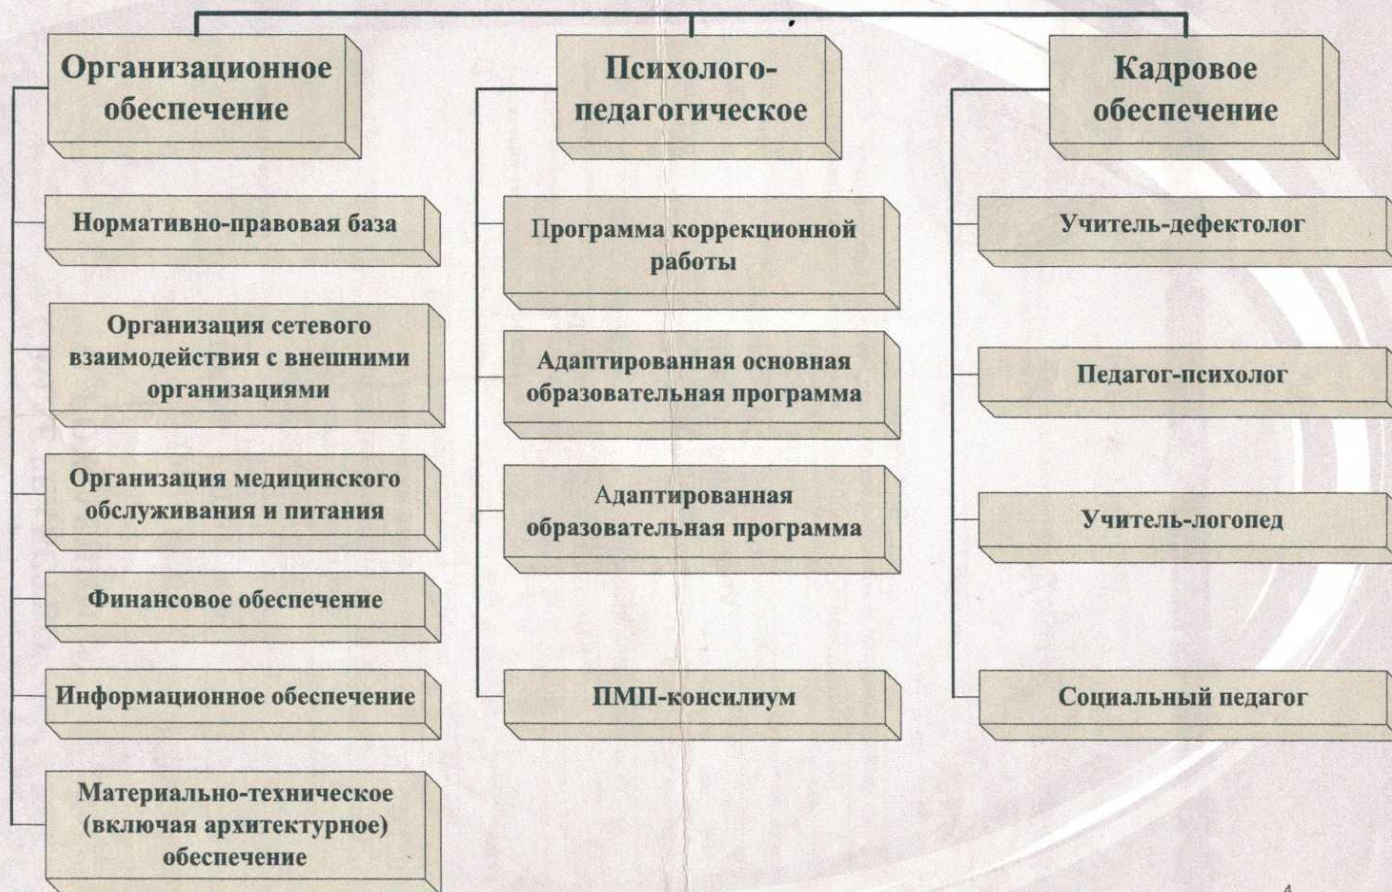 Организационное
обеспечение
Нормативно-правовая база
Организация сетевого
взаимодействия с внешними
организациями
Организация медицинского
обслуживания и питания
Финансовое обеспечение
Информационное обеспечение
Материально-техническое
(включая архитектурное)
обеспечение
Психолого-
педагогическое
Программа коррекционной
работы
Адаптированная основная
образовательная программа
Адаптированная
образовательная программа
ПМП-консилиум
Кадровое
обеспечение
Учитель-дефектолог
Педагог-психолог
Учитель-логопед
Социальный педагог
4